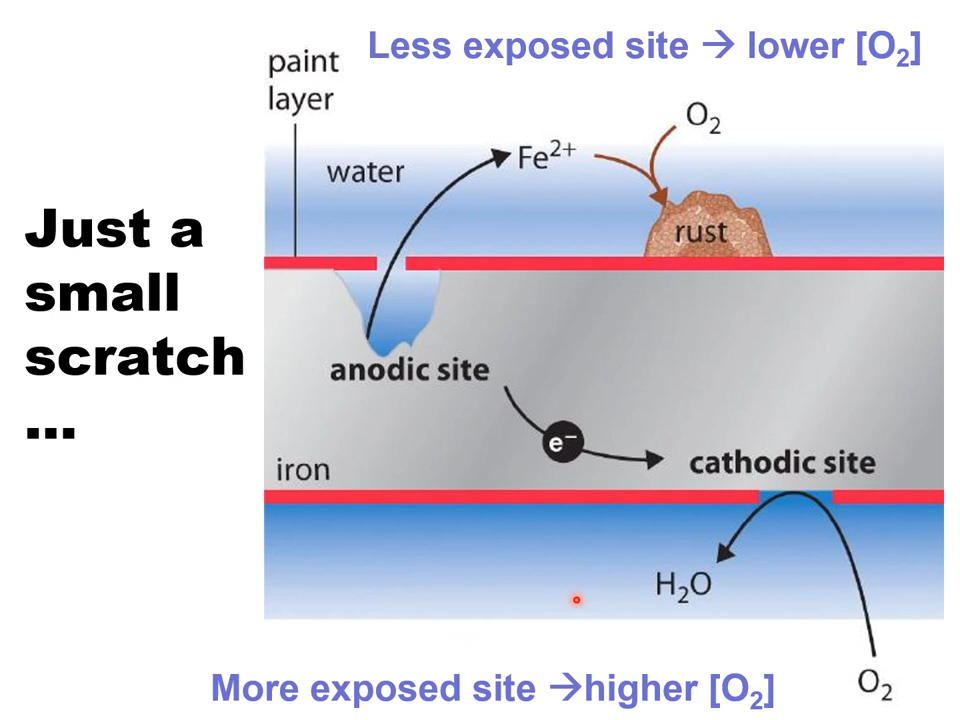 Less exposed site → lower [O₂]
paint
layer
O₂
water
Fe²⁺
rust
Just a
small
scratch
...
anodic site
e⁻
iron
cathodic site
H₂O
More exposed site →higher [O₂]
O₂